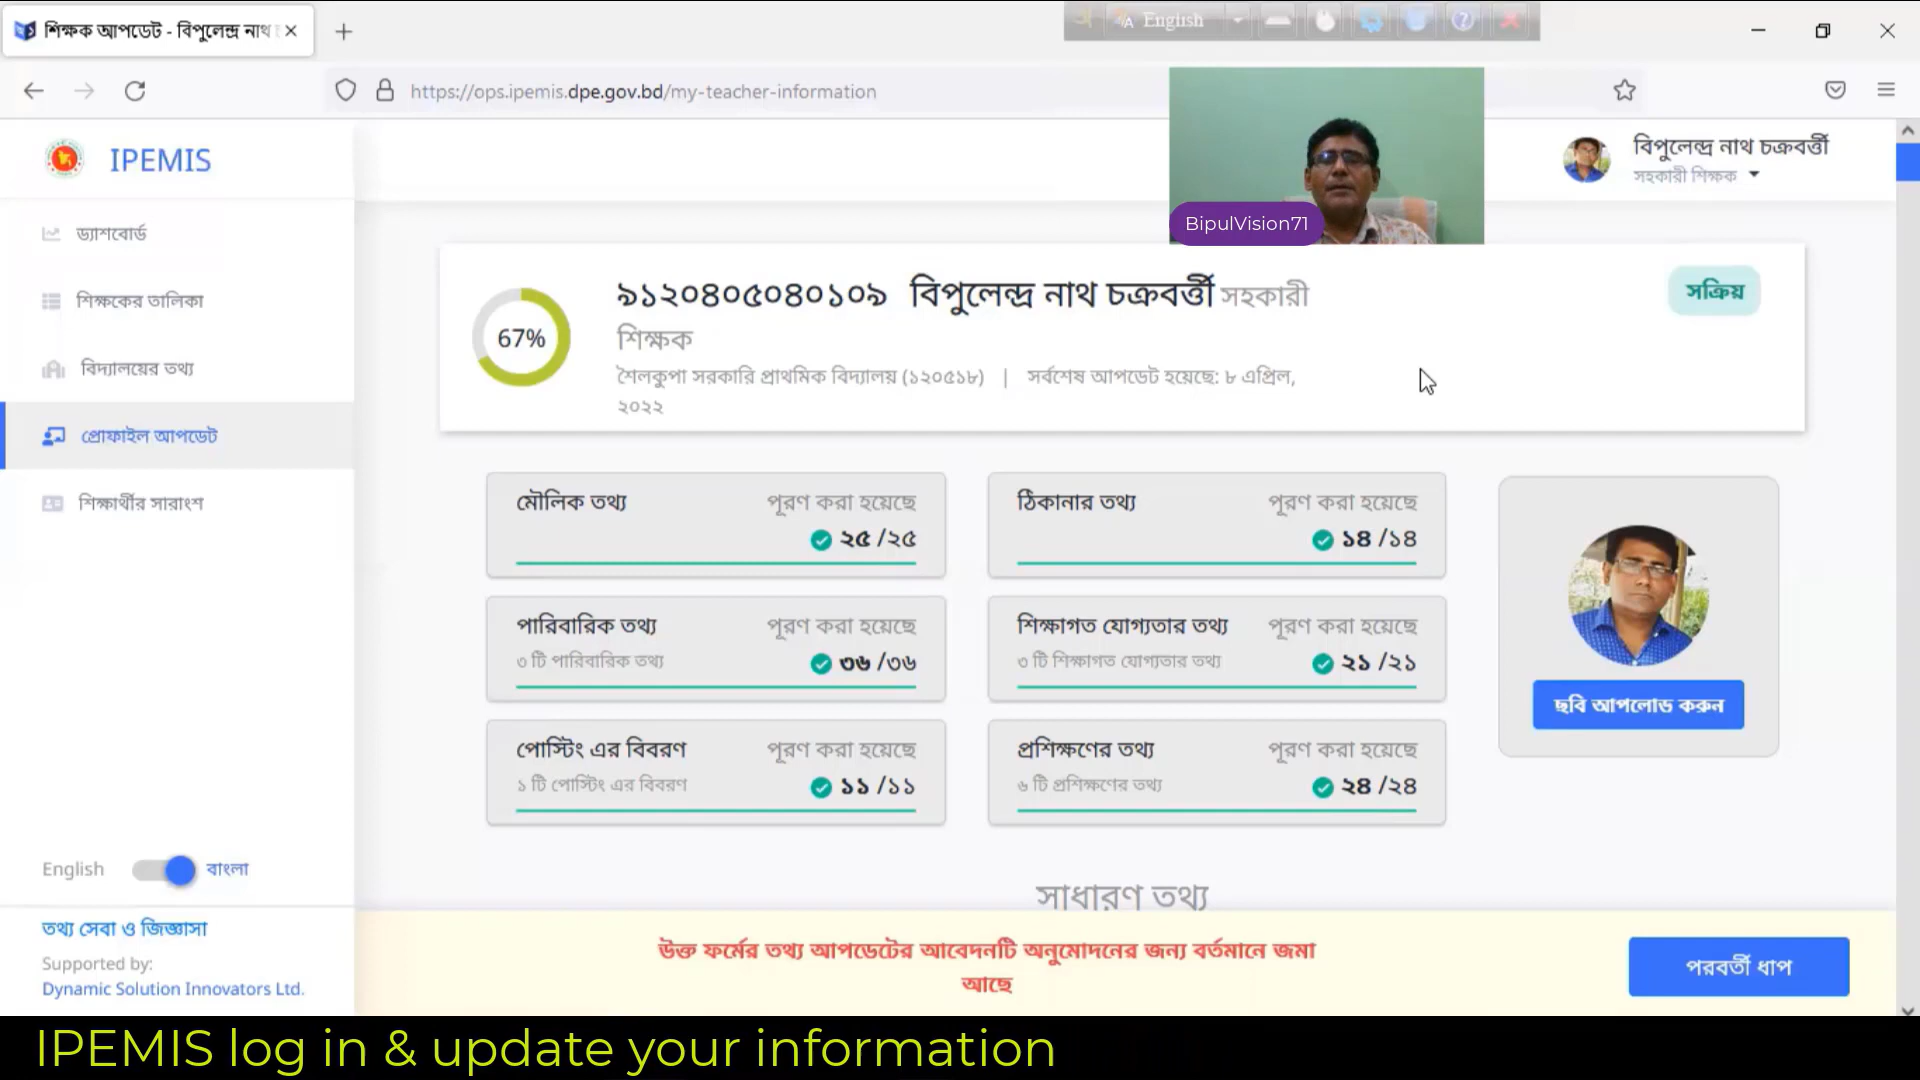 শিক্ষক আপডেট - বিপুলেন্দ্র নাথ
English
https://ops.ipemis.dpe.gov.bd/my-teacher-information
IPEMIS
বিপুলেন্দ্র নাথ চক্রবর্ত্তী
সহকারী শিক্ষক
BipulVision71
ড্যাশবোর্ড
শিক্ষকের তালিকা
বিদ্যালয়ের তথ্য
প্রোফাইল আপডেট
শিক্ষার্থীর সারাংশ
67%
৯১২০৪০৫০৪০১০৯ বিপুলেন্দ্র নাথ চক্রবর্ত্তী সহকারী
শিক্ষক
শৈলকুপা সরকারি প্রাথমিক বিদ্যালয় (১২০৫১৮) | সর্বশেষ আপডেট হয়েছে: ৮ এপ্রিল,
২০২২
সক্রিয়
মৌলিক তথ্য পূরণ করা হয়েছে
২৫ /২৫
ঠিকানার তথ্য পূরণ করা হয়েছে
১৪ /১৪
পারিবারিক তথ্য পূরণ করা হয়েছে
৩ টি পারিবারিক তথ্য ৩৬ /৩৬
শিক্ষাগত যোগ্যতার তথ্য পূরণ করা হয়েছে
৩ টি শিক্ষাগত যোগ্যতার তথ্য ২১ /২১
পোস্টিং এর বিবরণ পূরণ করা হয়েছে
১ টি পোস্টিং এর বিবরণ ১১ /১১
প্রশিক্ষণের তথ্য পূরণ করা হয়েছে
৬ টি প্রশিক্ষণের তথ্য ২৪ /২৪
ছবি আপলোড করুন
সাধারণ তথ্য
English বাংলা
তথ্য সেবা ও জিজ্ঞাসা
Supported by:
Dynamic Solution Innovators Ltd.
উক্ত ফর্মের তথ্য আপডেটের আবেদনটি অনুমোদনের জন্য বর্তমানে জমা
আছে
পরবর্তী ধাপ
IPEMIS log in & update your information